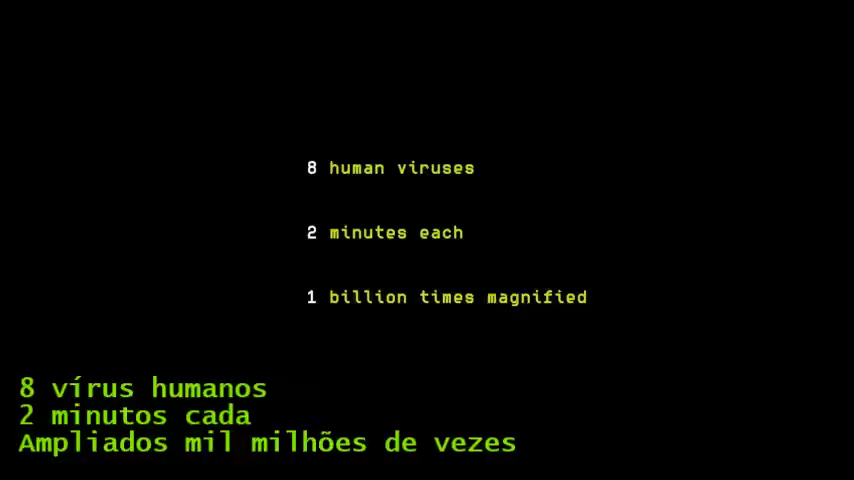 8 human viruses
2 minutes each
1 billion times magnified
8 vírus humanos
2 minutos cada
Ampliados mil milhões de vezes